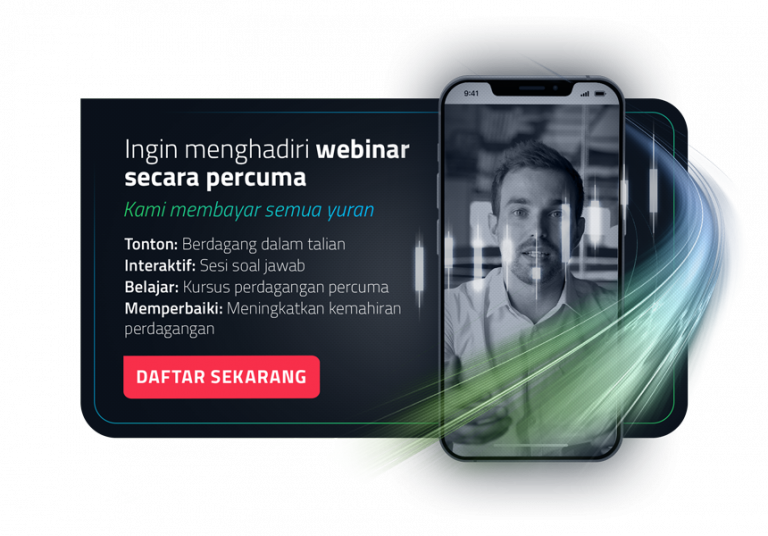 9:41
Ingin menghadiri webinar
secara percuma
Kami membayar semua yuran
Tonton: Berdagang dalam talian
Interaktif: Sesi soal jawab
Belajar: Kursus perdagangan percuma
Memperbaiki: Meningkatkan kemahiran
perdagangan
DAFTAR SEKARANG